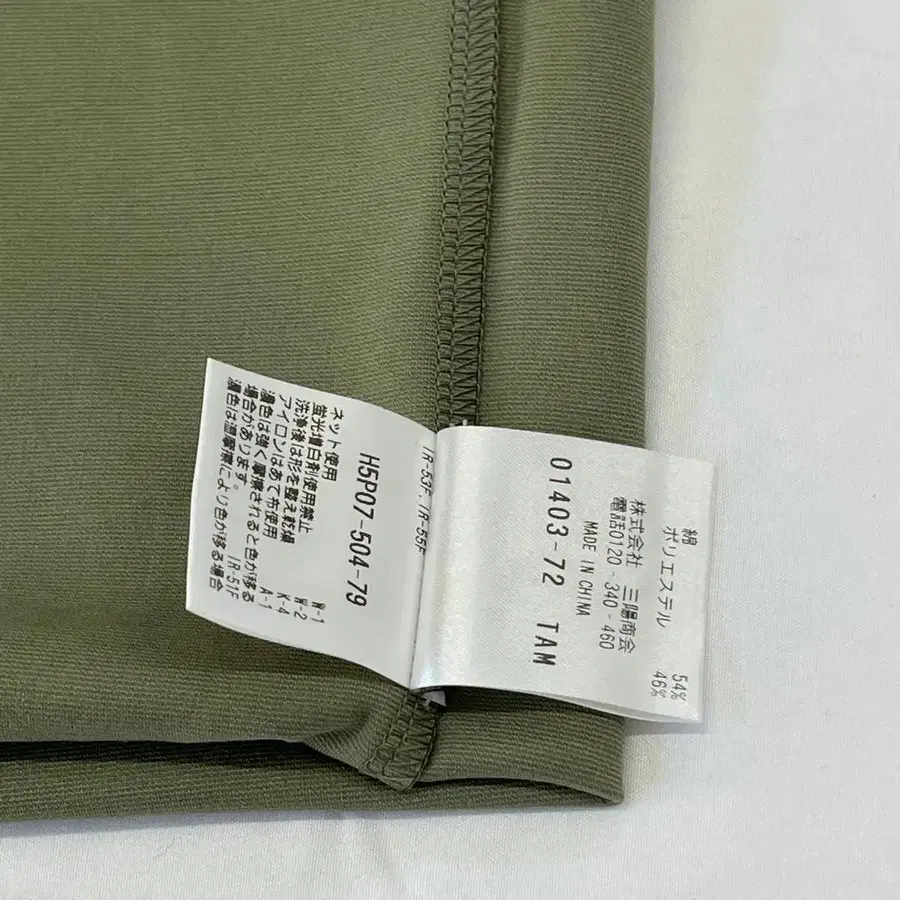 綿 54%
ポリエステル 46%
株式会社 三陽商会
電話0120-340-460
MADE IN CHINA
01403-72 TAM
H5P07-504-79
ネット使用 W-1
蛍光増白剤使用禁止 W-2
洗浄後は形を整え乾燥 K-4
アイロンはあて布使用 A-1
濃色は強く摩擦されると色が移る
場合があります。 IR-51F
濃色は湿摩擦により色が移る場合
IR-53F, IR-55F